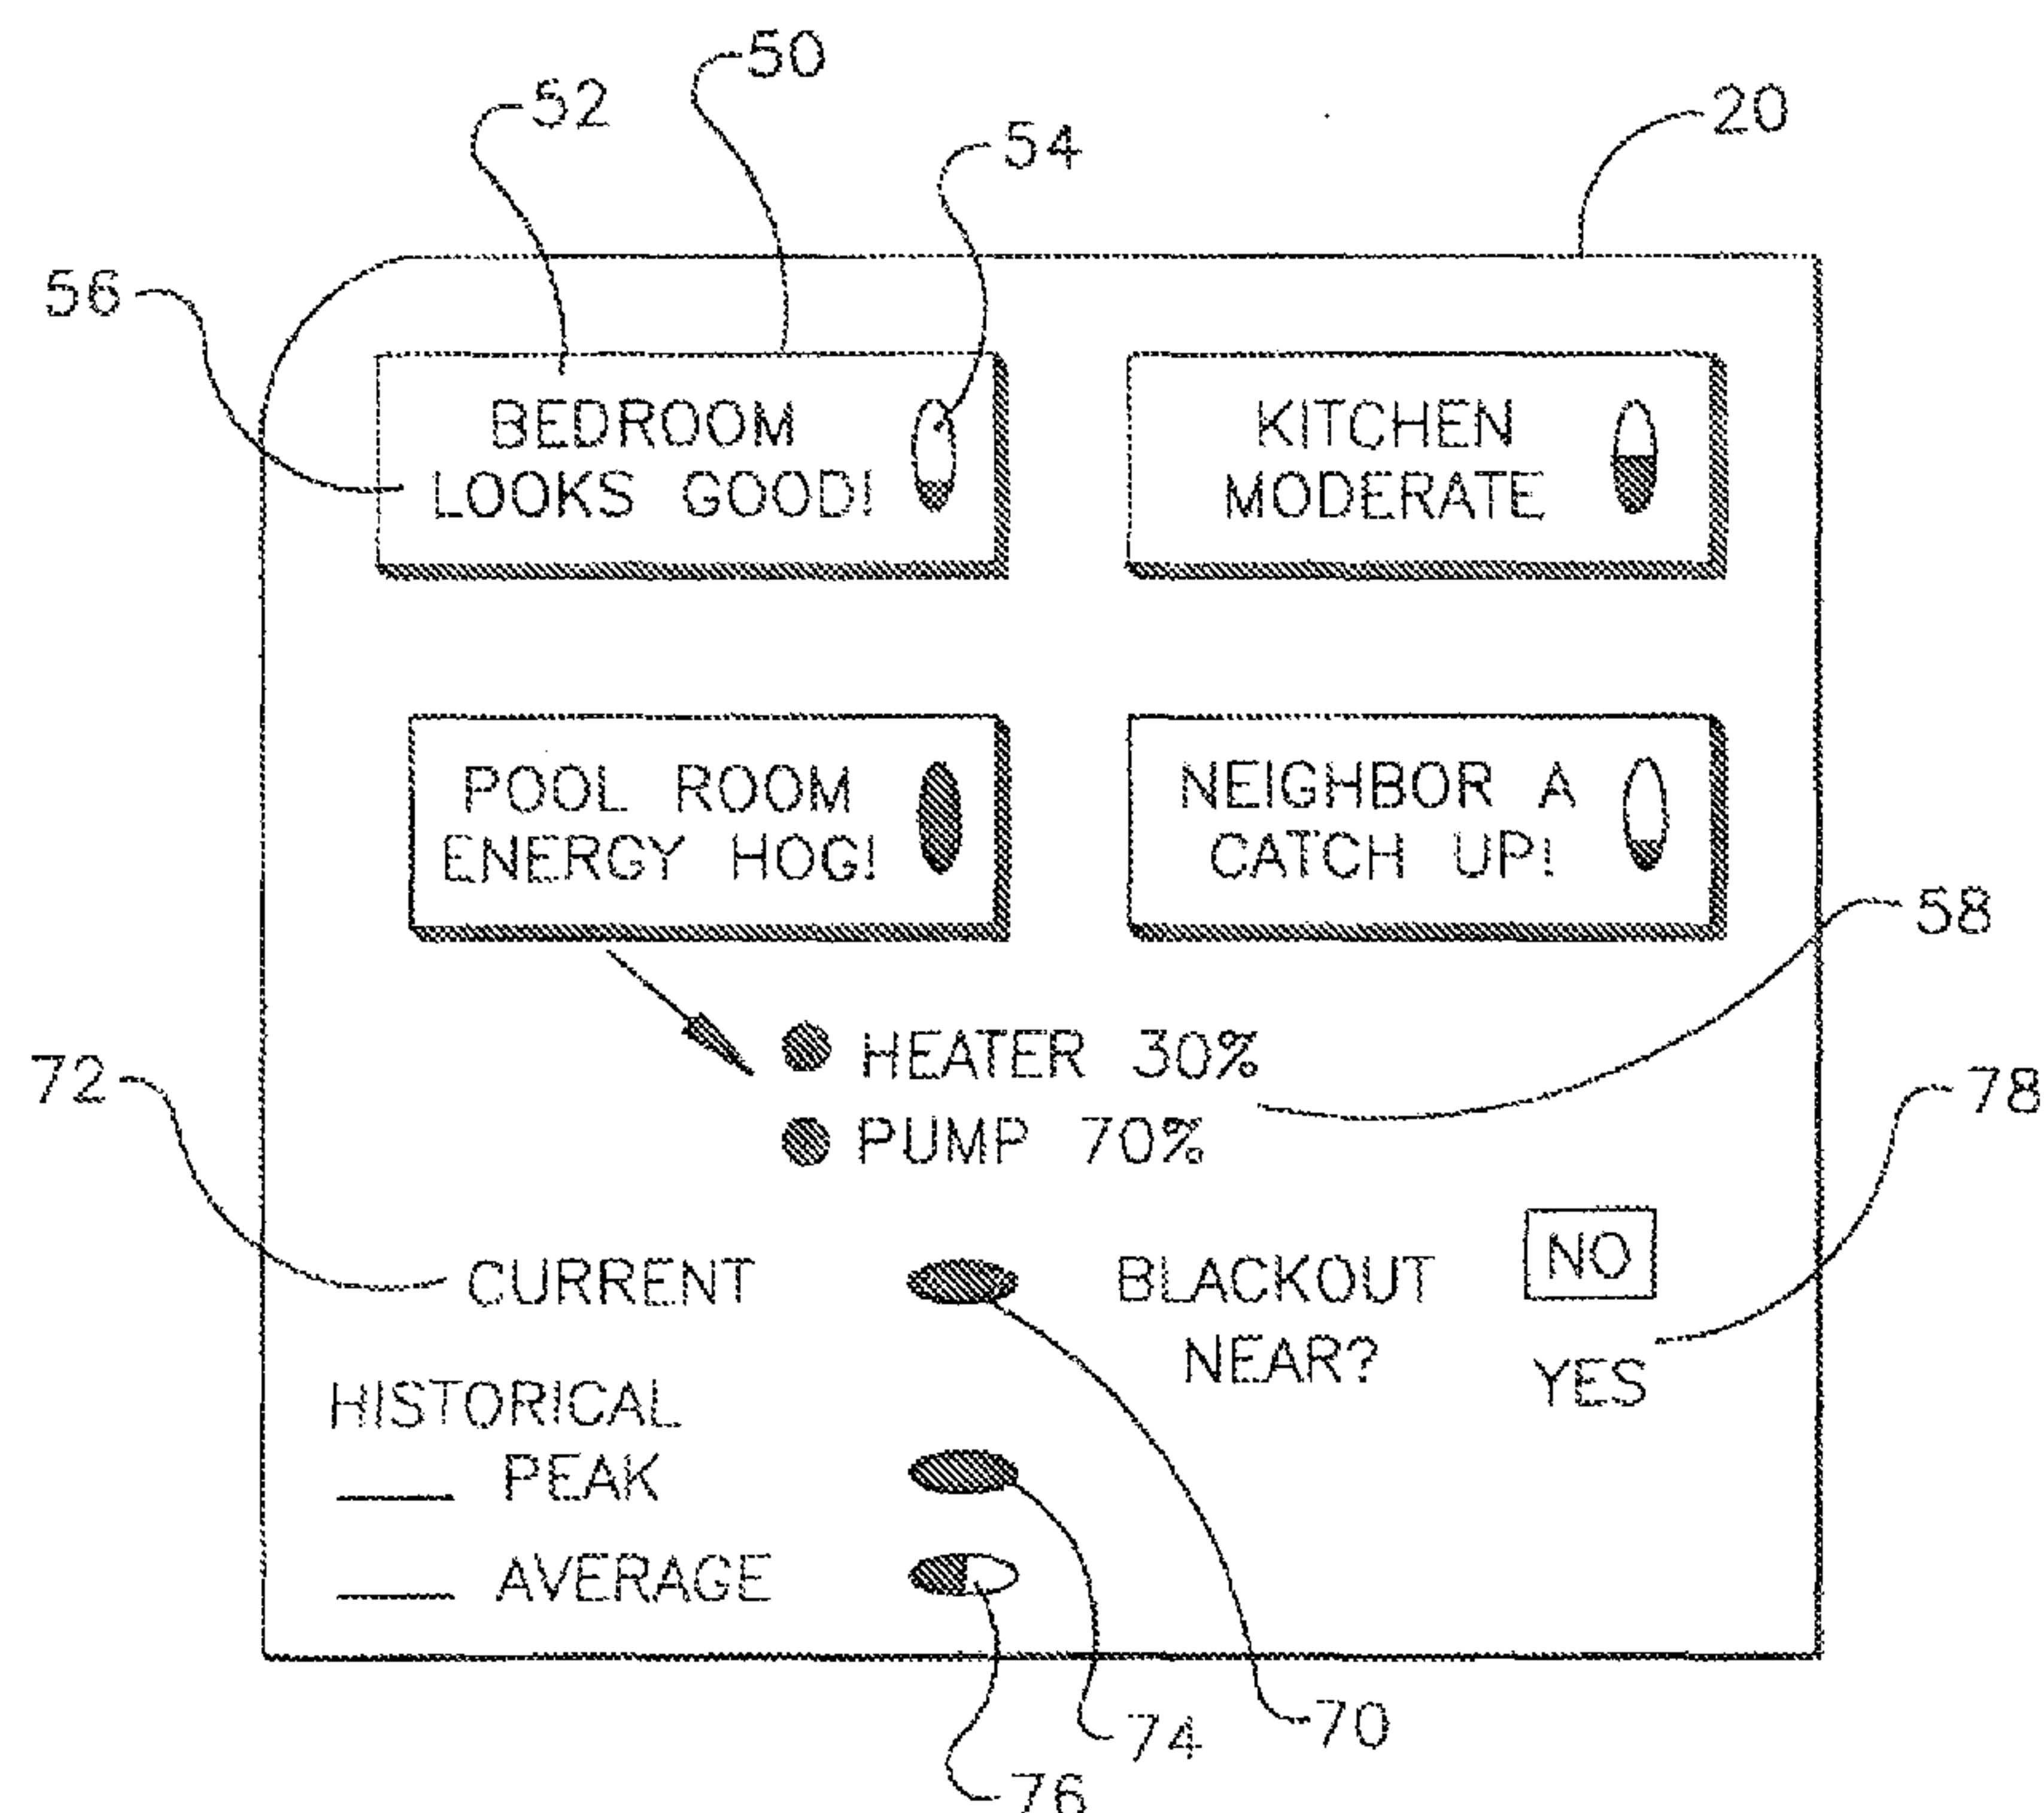 50
52
54
20
56
BEDROOM
LOOKS GOOD!
KITCHEN
MODERATE
POOL ROOM
ENERGY HOG!
NEIGHBOR A
CATCH UP!
58
HEATER 30%
PUMP 70%
72
78
CURRENT
BLACKOUT
NEAR?
NO
YES
HISTORICAL
PEAK
AVERAGE
70
74
76